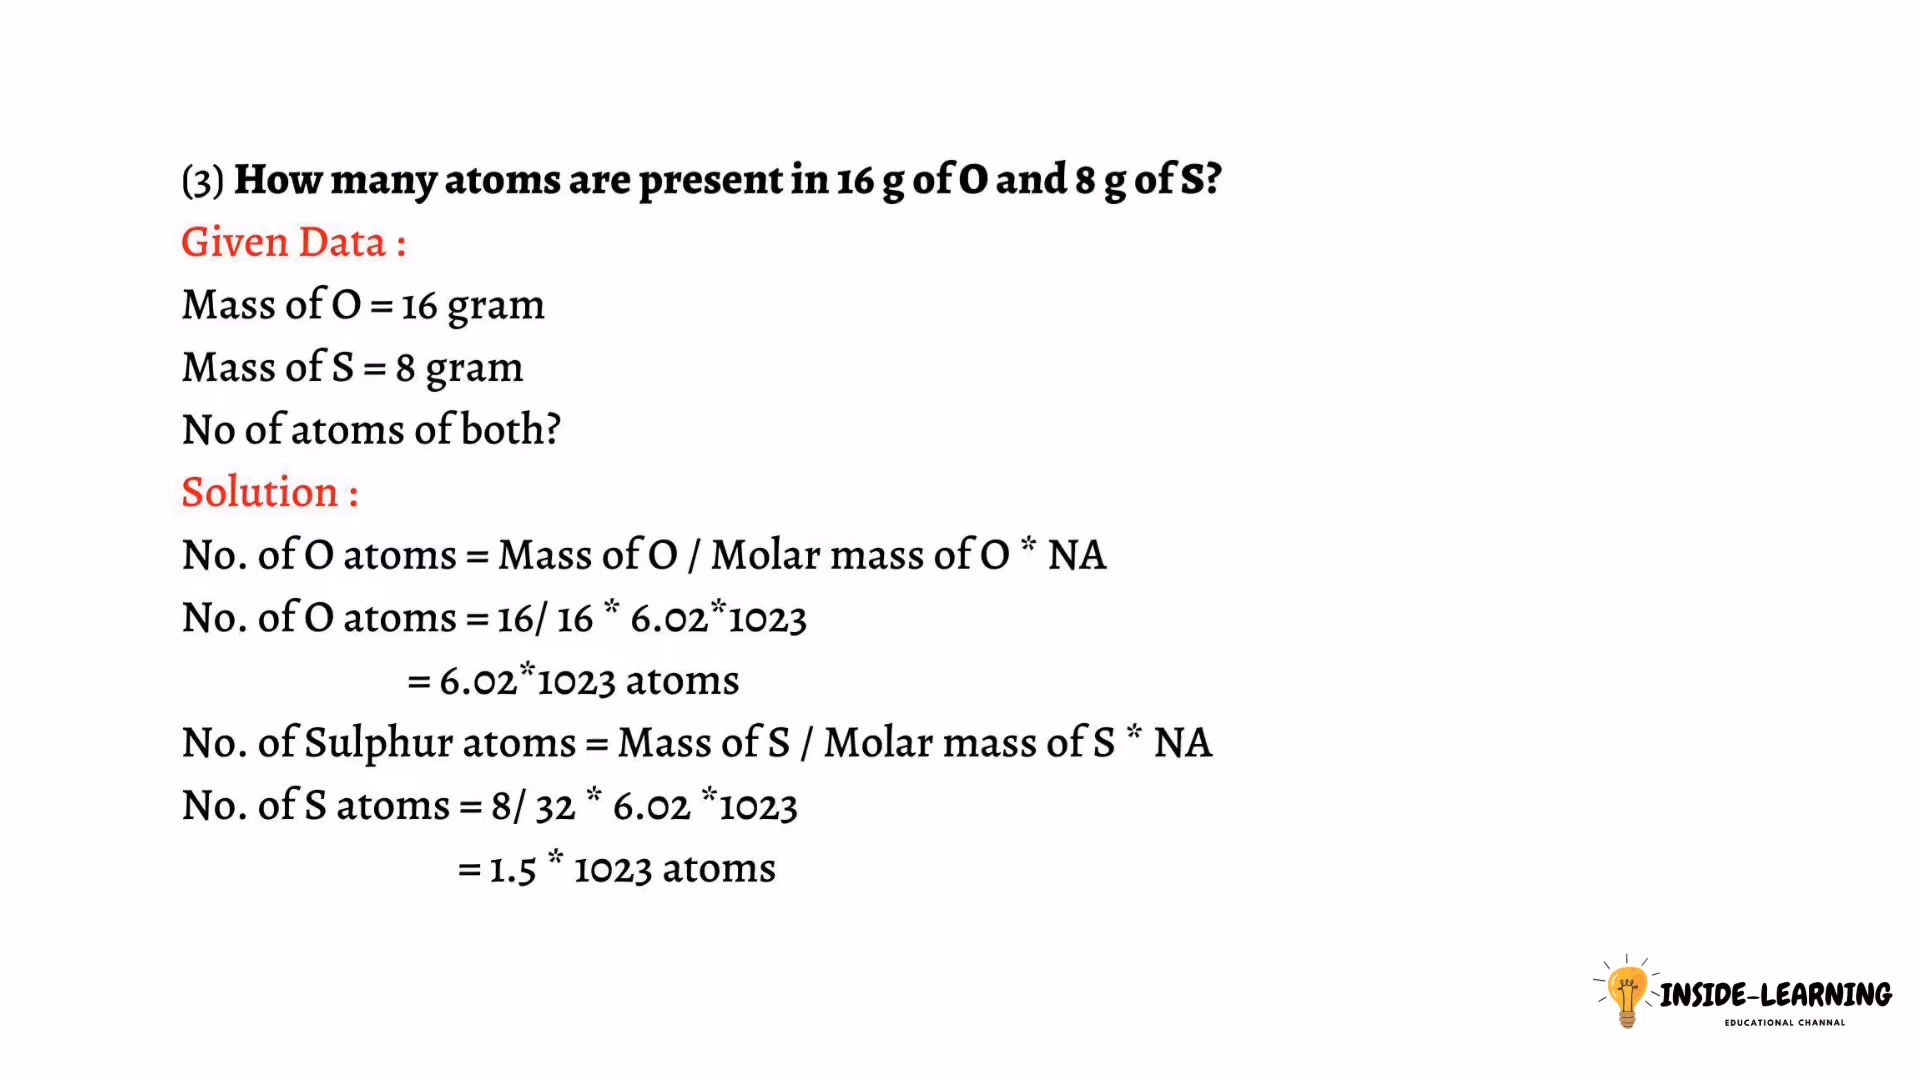 (3) How many atoms are present in 16 g of O and 8 g of S?
Given Data :
Mass of O = 16 gram
Mass of S = 8 gram
No of atoms of both?
Solution :
No. of O atoms = Mass of O / Molar mass of O * NA
No. of O atoms = 16/ 16 * 6.02*1023
= 6.02*1023 atoms
No. of Sulphur atoms = Mass of S / Molar mass of S * NA
No. of S atoms = 8/ 32 * 6.02 *1023
= 1.5 * 1023 atoms
INSIDE-LEARNING
EDUCATIONAL CHANNAL